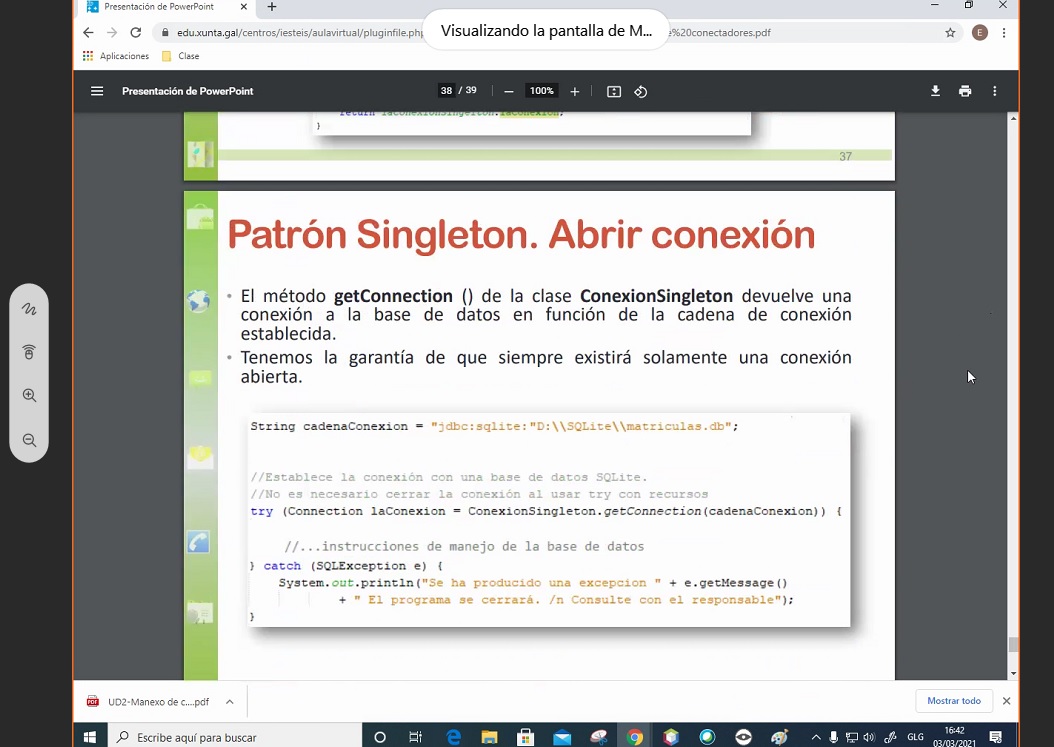 Presentación de PowerPoint
edu.xunta.gal/centros/iesteis/aulavirtual/pluginfile.php
Visualizando la pantalla de M...
e%20conectadores.pdf
E
Aplicaciones
Clase
Presentación de PowerPoint
38 / 39
100%
return laConexionSingelton.laConexion;
}
37
Patrón Singleton. Abrir conexión
• El método getConnection () de la clase ConexionSingleton devuelve una
conexión a la base de datos en función de la cadena de conexión
establecida.
• Tenemos la garantía de que siempre existirá solamente una conexión
abierta.
String cadenaConexion = "jdbc:sqlite:"D:\\SQLite\\matriculas.db";
//Establece la conexión con una base de datos SQLite.
//No es necesario cerrar la conexión al usar try con recursos
try (Connection laConexion = ConexionSingleton.getConnection(cadenaConexion)) {
//...instrucciones de manejo de la base de datos
} catch (SQLException e) {
System.out.println("Se ha producido una excepcion " + e.getMessage()
+ " El programa se cerrará. /n Consulte con el responsable");
}
PDF
UD2-Manexo de c....pdf
Mostrar todo
Escribe aquí para buscar
GLG
16:42
03/03/2021